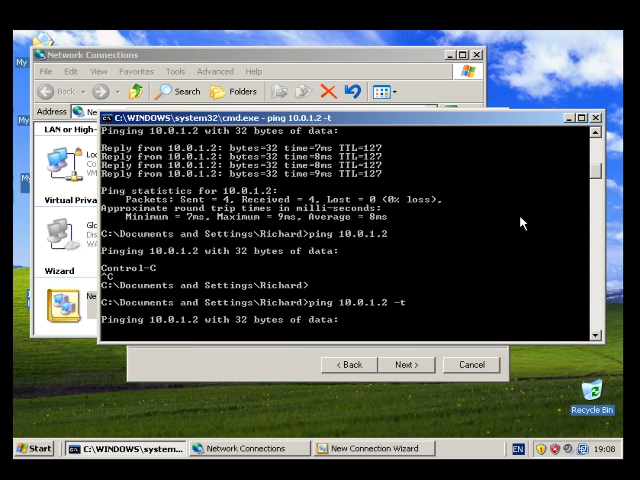 My
Network Connections
File Edit View Favorites Tools Advanced Help
Back Search Folders
Address Ne
C:\WINDOWS\system32\cmd.exe - ping 10.0.1.2 -t
LAN or High-
Virtual Priva
Wizard
Ne
Pinging 10.0.1.2 with 32 bytes of data:
Reply from 10.0.1.2: bytes=32 time=7ms TTL=127
Reply from 10.0.1.2: bytes=32 time=8ms TTL=127
Reply from 10.0.1.2: bytes=32 time=8ms TTL=127
Reply from 10.0.1.2: bytes=32 time=9ms TTL=127
Ping statistics for 10.0.1.2:
Packets: Sent = 4, Received = 4, Lost = 0 (0% loss),
Approximate round trip times in milli-seconds:
Minimum = 7ms, Maximum = 9ms, Average = 8ms
C:\Documents and Settings\Richard>ping 10.0.1.2
Pinging 10.0.1.2 with 32 bytes of data:
Control-C
^C
C:\Documents and Settings\Richard>
C:\Documents and Settings\Richard>ping 10.0.1.2 -t
Pinging 10.0.1.2 with 32 bytes of data:
< Back Next > Cancel
Recycle Bin
Start C:\WINDOWS\system... Network Connections New Connection Wizard EN 19:08